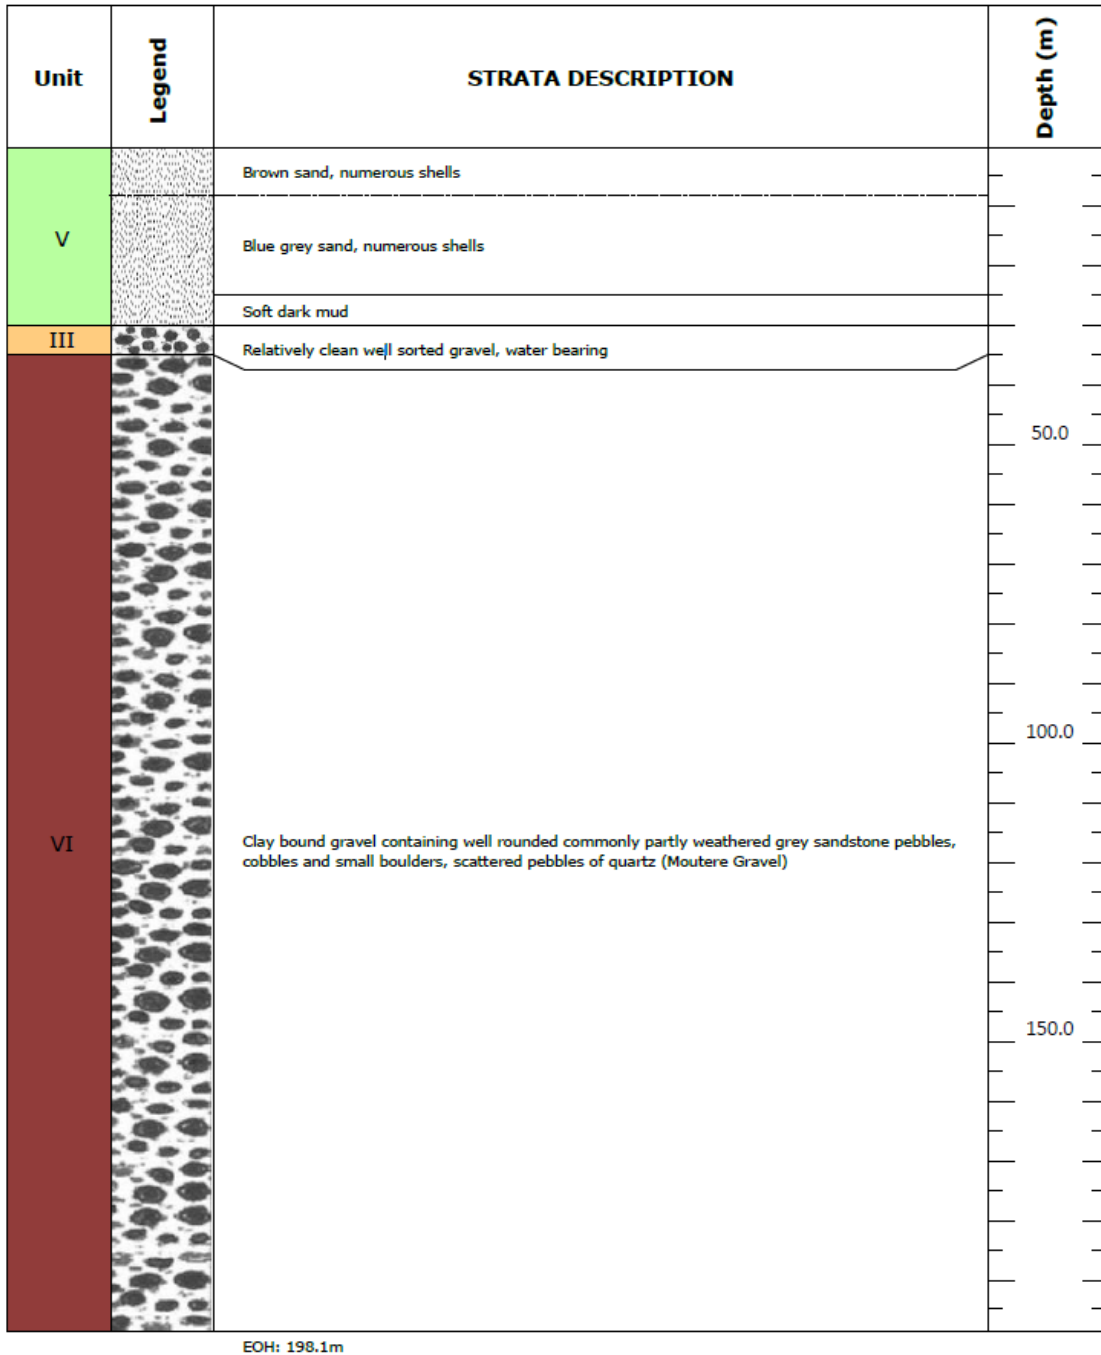 Unit
Legend
STRATA DESCRIPTION
Depth (m)
Brown sand, numerous shells
V
Blue grey sand, numerous shells
Soft dark mud
III
Relatively clean well sorted gravel, water bearing
50.0
100.0
VI
Clay bound gravel containing well rounded commonly partly weathered grey sandstone pebbles,
cobbles and small boulders, scattered pebbles of quartz (Moutere Gravel)
150.0
EOH: 198.1m